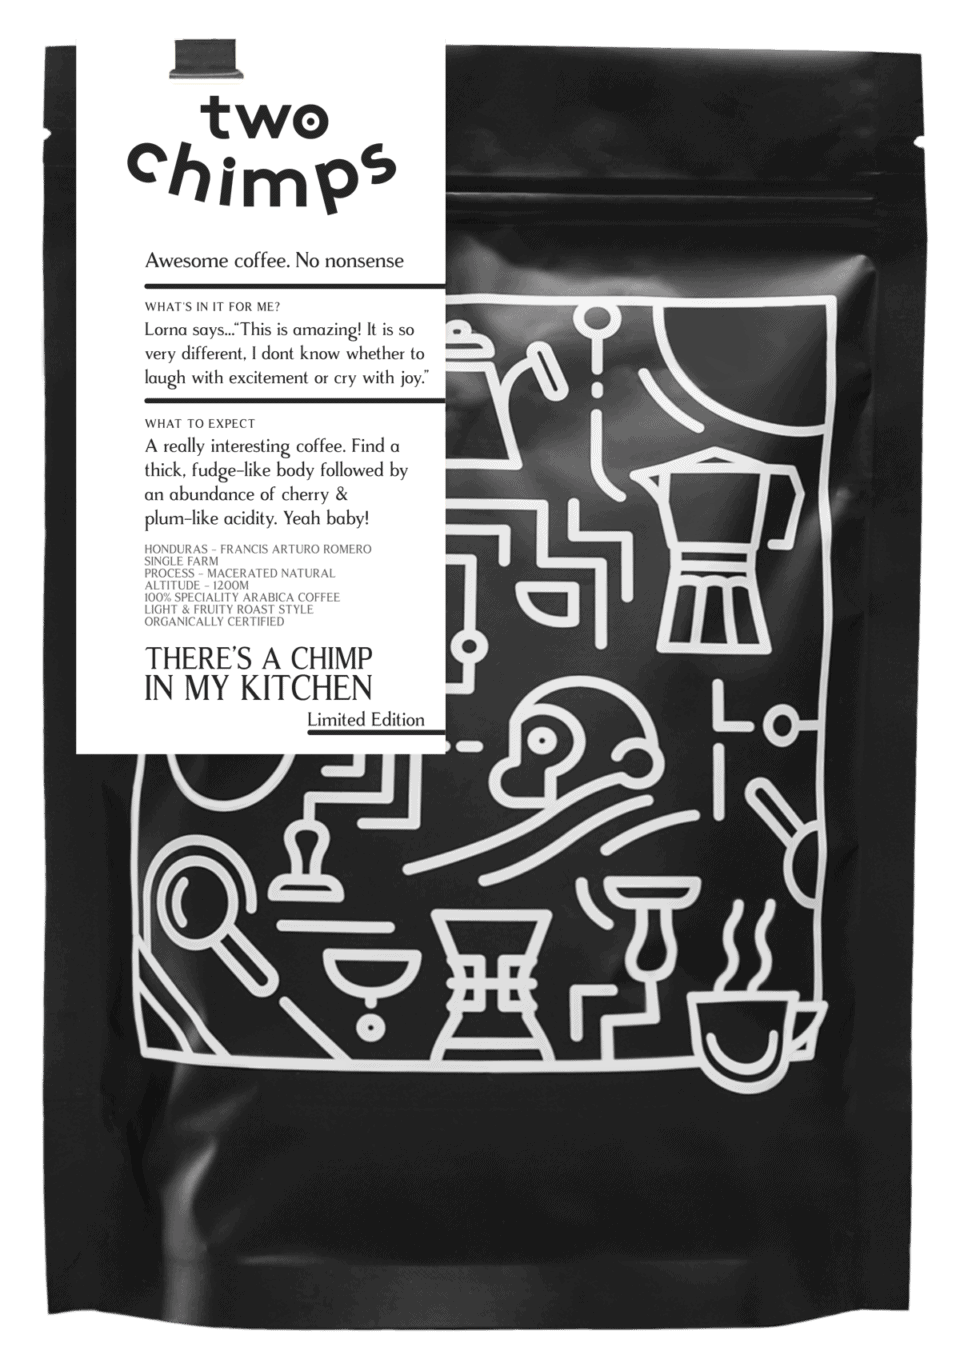 two
chimps
Awesome coffee. No nonsense
WHAT'S IN IT FOR ME?
Lorna says..."This is amazing! It is so
very different, I dont know whether to
laugh with excitement or cry with joy."
WHAT TO EXPECT
A really interesting coffee. Find a
thick, fudge-like body followed by
an abundance of cherry &
plum-like acidity. Yeah baby!
HONDURAS - FRANCIS ARTURO ROMERO
SINGLE FARM
PROCESS - MACERATED NATURAL
ALTITUDE - 1200M
100% SPECIALITY ARABICA COFFEE
LIGHT & FRUITY ROAST STYLE
ORGANICALLY CERTIFIED
THERE'S A CHIMP
IN MY KITCHEN
Limited Edition